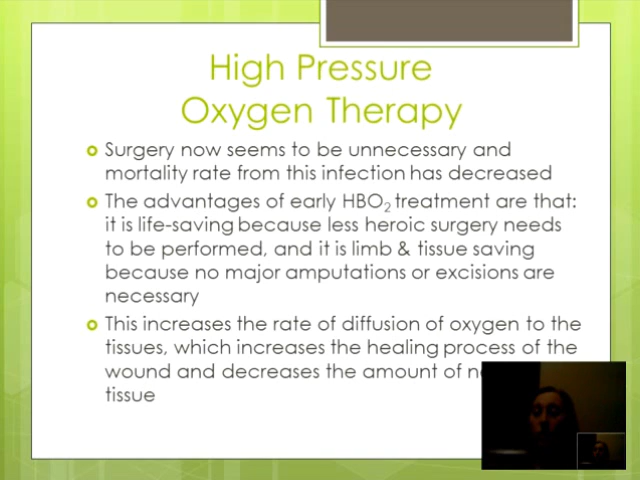 High Pressure
Oxygen Therapy
Surgery now seems to be unnecessary and
mortality rate from this infection has decreased
The advantages of early HBO₂ treatment are that:
it is life-saving because less heroic surgery needs
to be performed, and it is limb & tissue saving
because no major amputations or excisions are
necessary
This increases the rate of diffusion of oxygen to the
tissues, which increases the healing process of the
wound and decreases the amount of
tissue